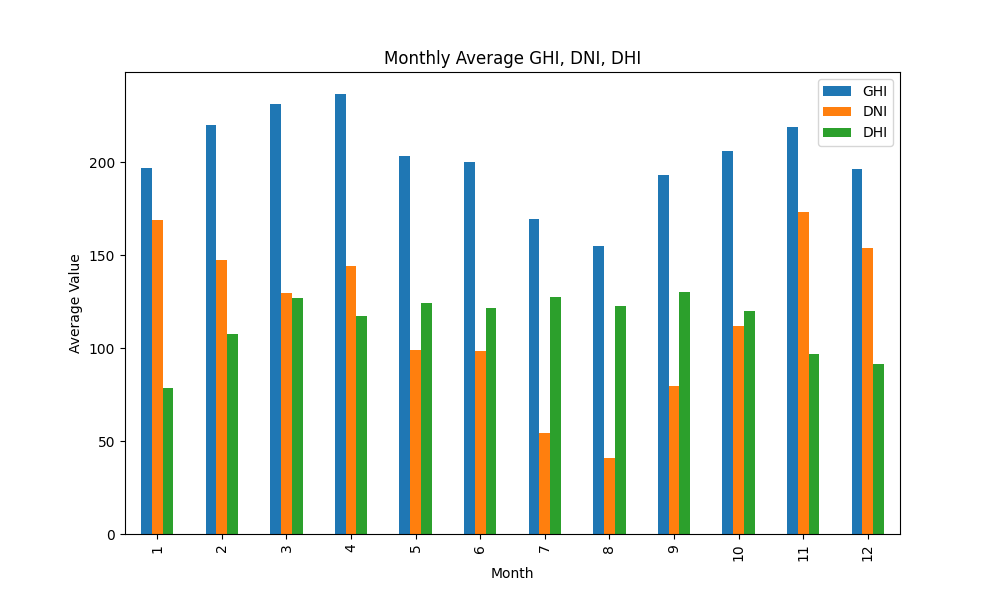 Monthly Average GHI, DNI, DHI
GHI
DNI
DHI
200
150
100
50
0
Average Value
1 2 3 4 5 6 7 8 9 10 11 12
Month